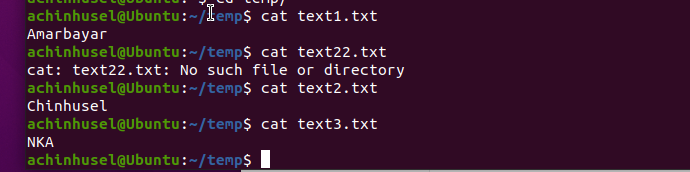 achinhusel@Ubuntu:~/temp$ cat text1.txt
Amarbayar
achinhusel@Ubuntu:~/temp$ cat text22.txt
cat: text22.txt: No such file or directory
achinhusel@Ubuntu:~/temp$ cat text2.txt
Chinhusel
achinhusel@Ubuntu:~/temp$ cat text3.txt
NKA
achinhusel@Ubuntu:~/temp$